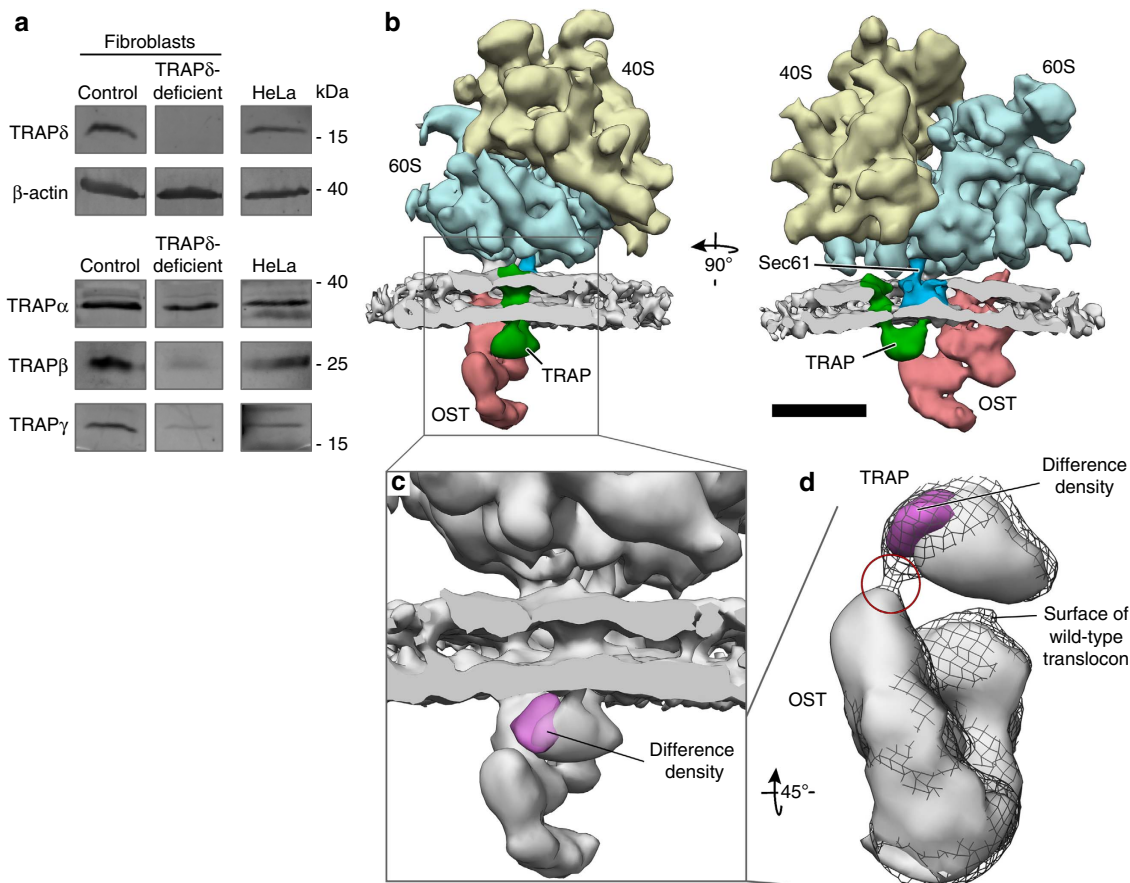 a
Fibroblasts
Control
TRAPδ-
deficient
HeLa
kDa
TRAPδ
- 15
β-actin
- 40
Control
TRAPδ-
deficient
HeLa
- 40
TRAPα
TRAPβ
- 25
TRAPγ
- 15
b
40S
60S
TRAP
OST
90°
40S
60S
Sec61
TRAP
OST
c
Difference
density
45°
d
TRAP
Difference
density
Surface of
wild-type
translocon
OST